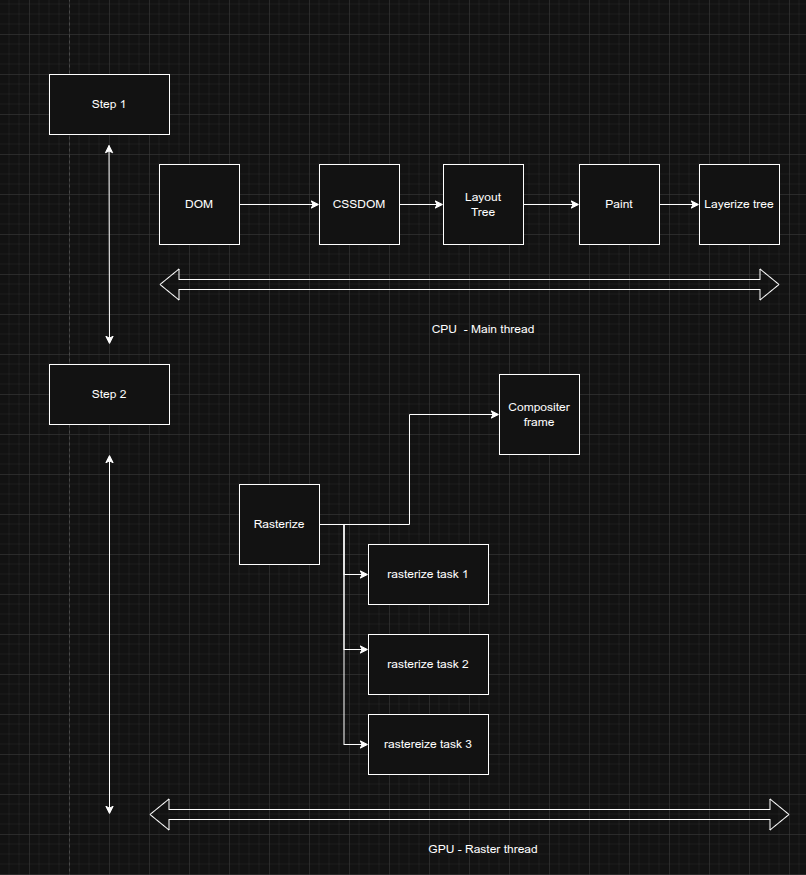 Step 1
DOM
CSSDOM
Layout
Tree
Paint
Layerize tree
CPU  - Main thread
Step 2
Compositer
frame
Rasterize
rasterize task 1
rasterize task 2
rastereize task 3
GPU - Raster thread